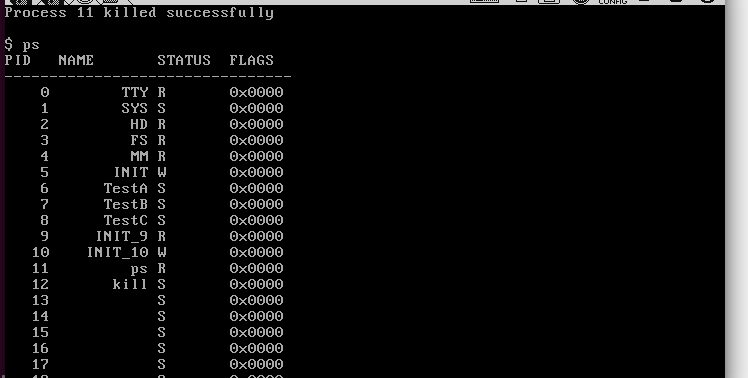 CONFIG
Process 11 killed successfully
$ ps
PID NAME STATUS FLAGS
------------------------------------
0 TTY R 0x0000
1 SYS S 0x0000
2 HD R 0x0000
3 FS R 0x0000
4 MM R 0x0000
5 INIT W 0x0000
6 TestA S 0x0000
7 TestB S 0x0000
8 TestC S 0x0000
9 INIT_9 R 0x0000
10 INIT_10 W 0x0000
11 ps R 0x0000
12 kill S 0x0000
13 S 0x0000
14 S 0x0000
15 S 0x0000
16 S 0x0000
17 S 0x0000